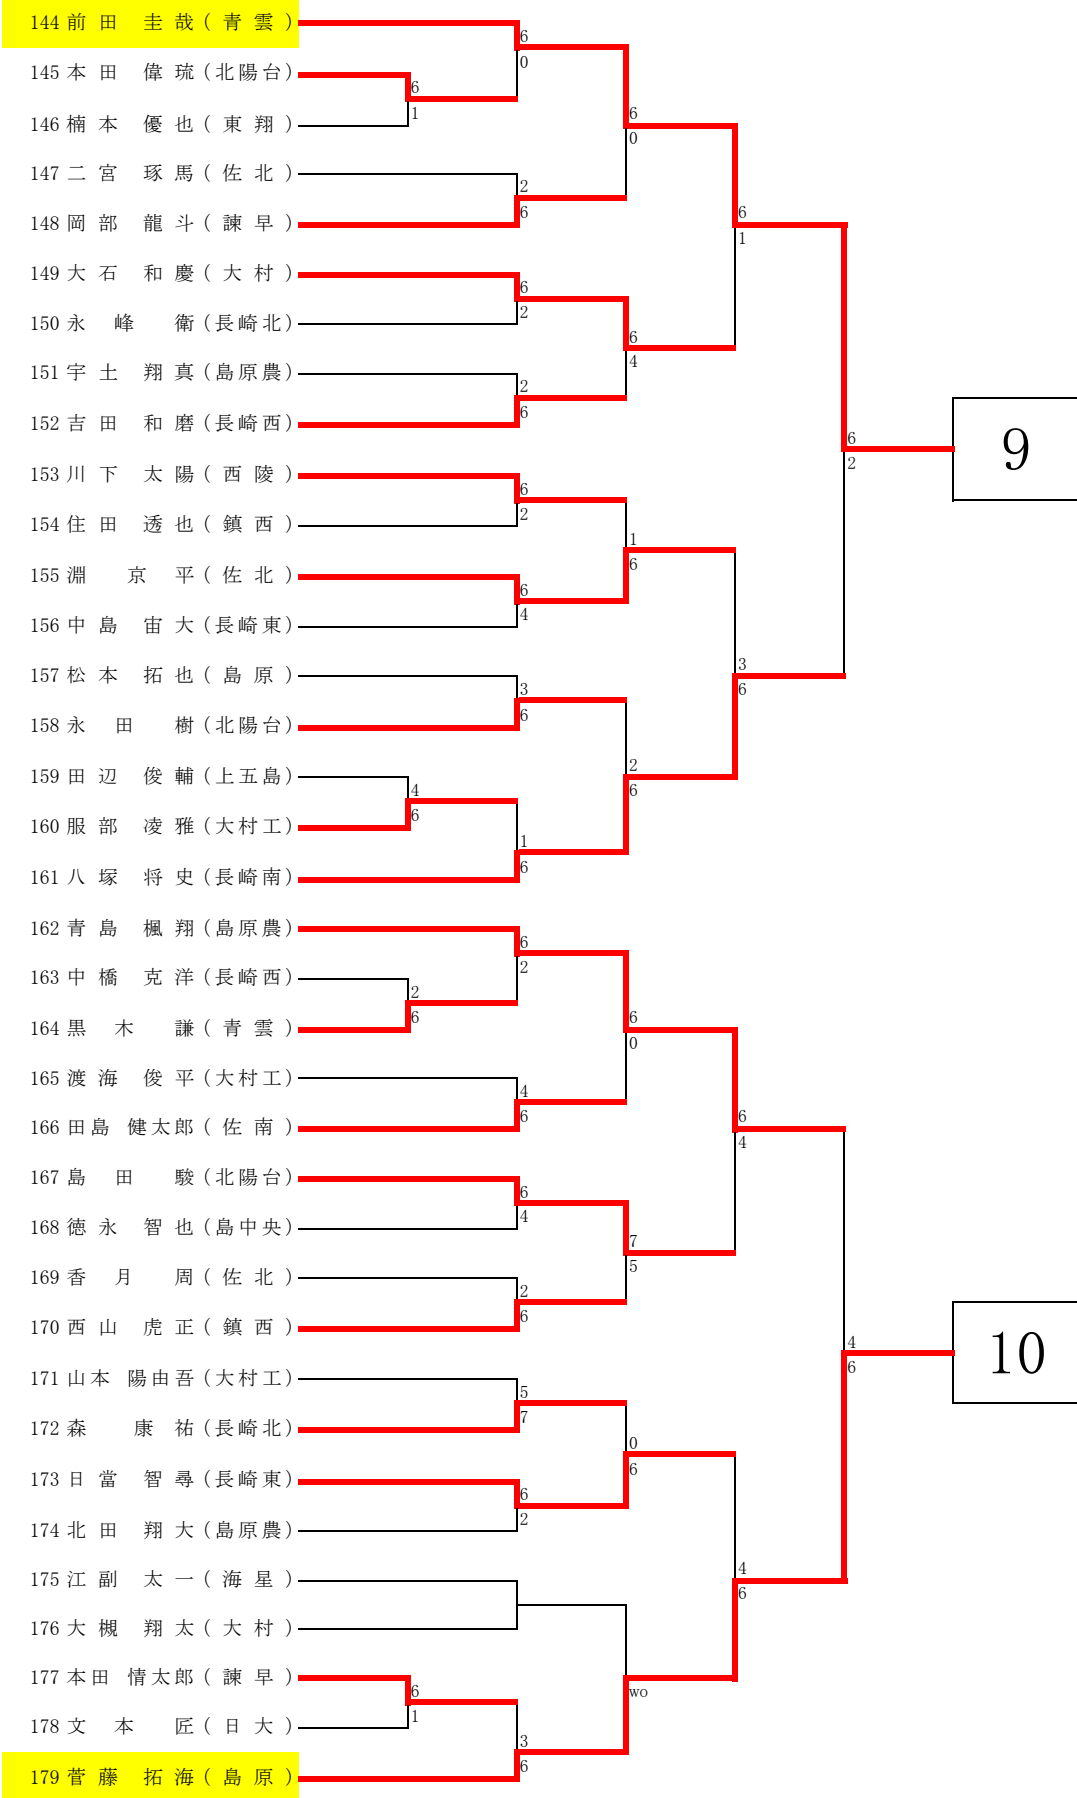 144 前田 圭哉 ( 青雲 )
6
0
145 本田 偉琉 (北陽台)
6
1
146 楠本 優也 ( 東翔 )
6
0
147 二宮 琢馬 ( 佐北 )
2
6
148 岡部 龍斗 ( 諫早 )
6
1
149 大石 和慶 ( 大村 )
6
2
150 永峰 衛 (長崎北)
6
4
151 宇土 翔真 (島原農)
2
6
152 吉田 和磨 (長崎西)
6
2
9
153 川下 太陽 ( 西陵 )
6
2
154 住田 透也 ( 鎮西 )
1
6
155 淵 京平 ( 佐北 )
6
4
156 中島 宙大 (長崎東)
3
6
157 松本 拓也 ( 島原 )
3
6
158 永田 樹 (北陽台)
2
6
159 田辺 俊輔 (上五島)
4
6
160 服部 凌雅 (大村工)
1
6
161 八塚 将史 (長崎南)
162 青島 楓翔 (島原農)
6
2
163 中橋 克洋 (長崎西)
2
6
164 黒木 謙 ( 青雲 )
6
0
165 渡海 俊平 (大村工)
4
6
166 田島 健太郎 ( 佐南 )
6
4
167 島田 駿 (北陽台)
6
4
168 徳永 智也 (島中央)
7
5
169 香月 周 ( 佐北 )
2
6
170 西山 虎正 ( 鎮西 )
4
6
10
171 山本 陽由吾 (大村工)
5
7
172 森 康祐 (長崎北)
0
6
173 日當 智尋 (長崎東)
6
2
174 北田 翔大 (島原農)
4
6
175 江副 太一 ( 海星 )
176 大槻 翔太 ( 大村 )
177 本田 情太郎 ( 諫早 )
6
1
wo
178 文本 匠 ( 日大 )
3
6
179 菅藤 拓海 ( 島原 )